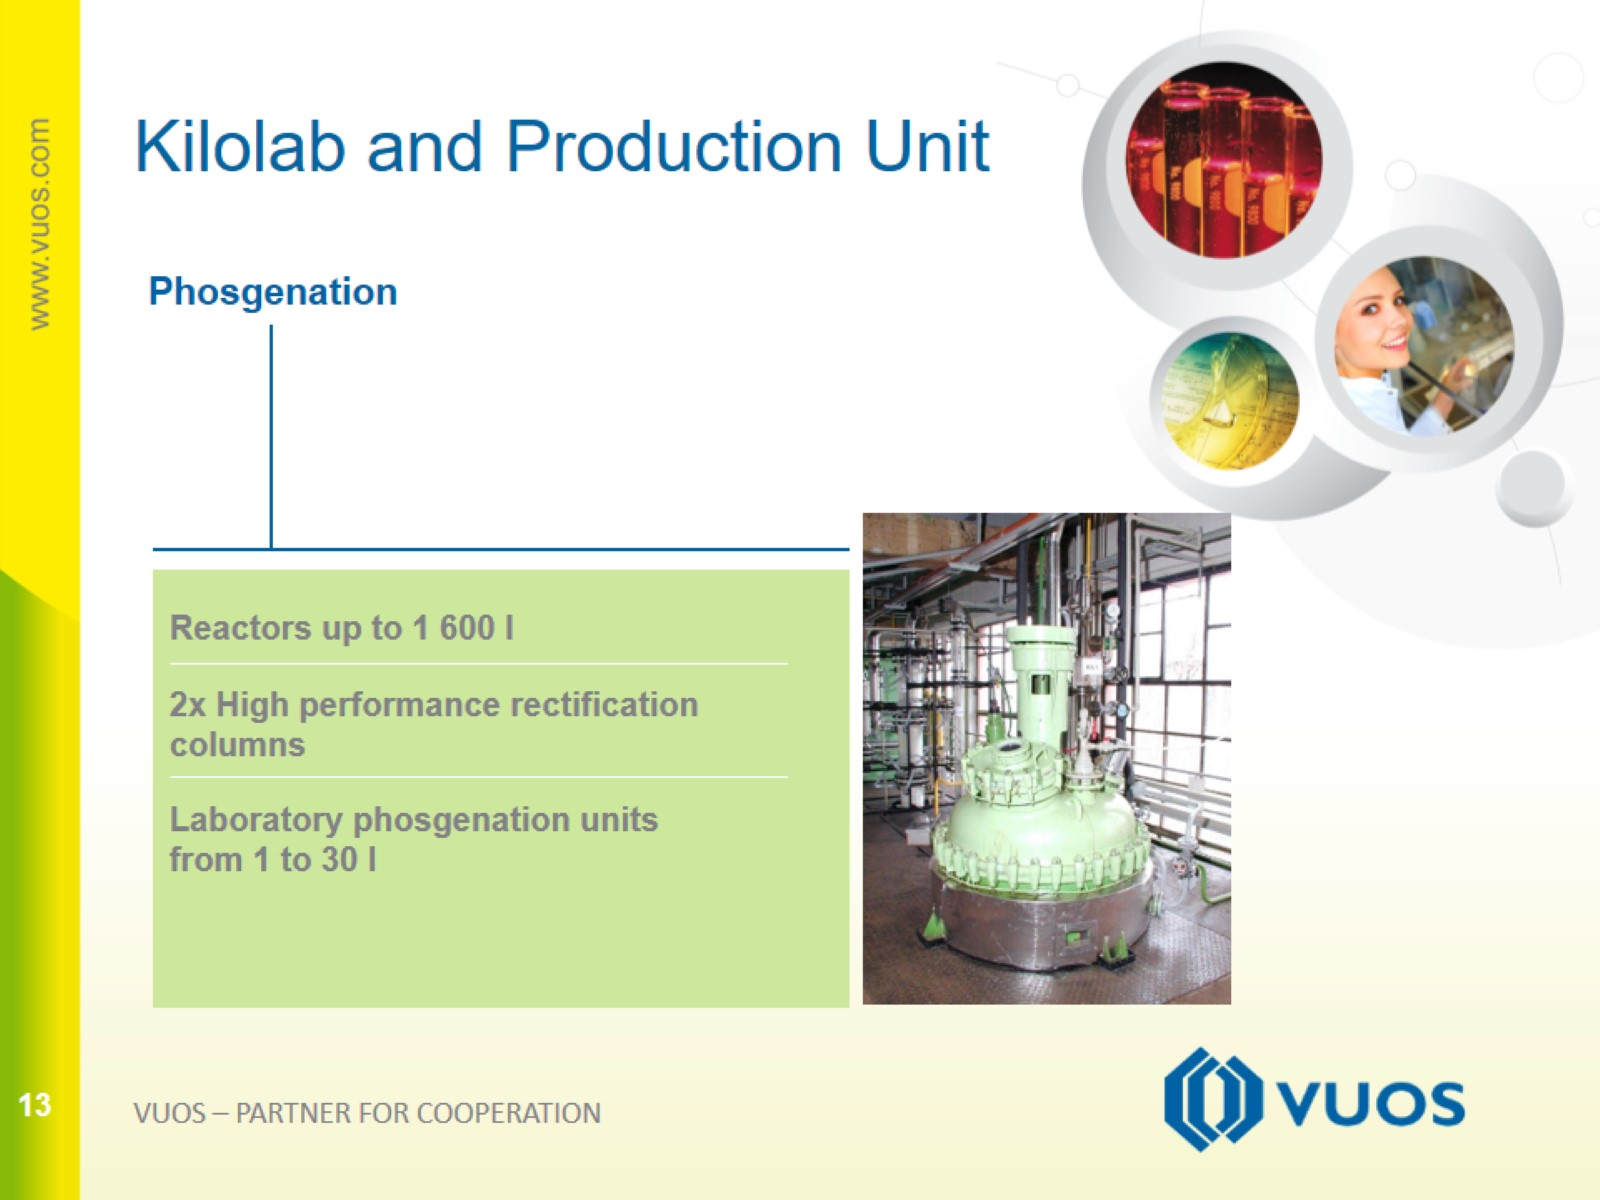 www.vuos.com
Kilolab and Production Unit
Phosgenation
Reactors up to 1 600 l
2x High performance rectification
columns
Laboratory phosgenation units
from 1 to 30 l
13
VUOS – PARTNER FOR COOPERATION
VUOS